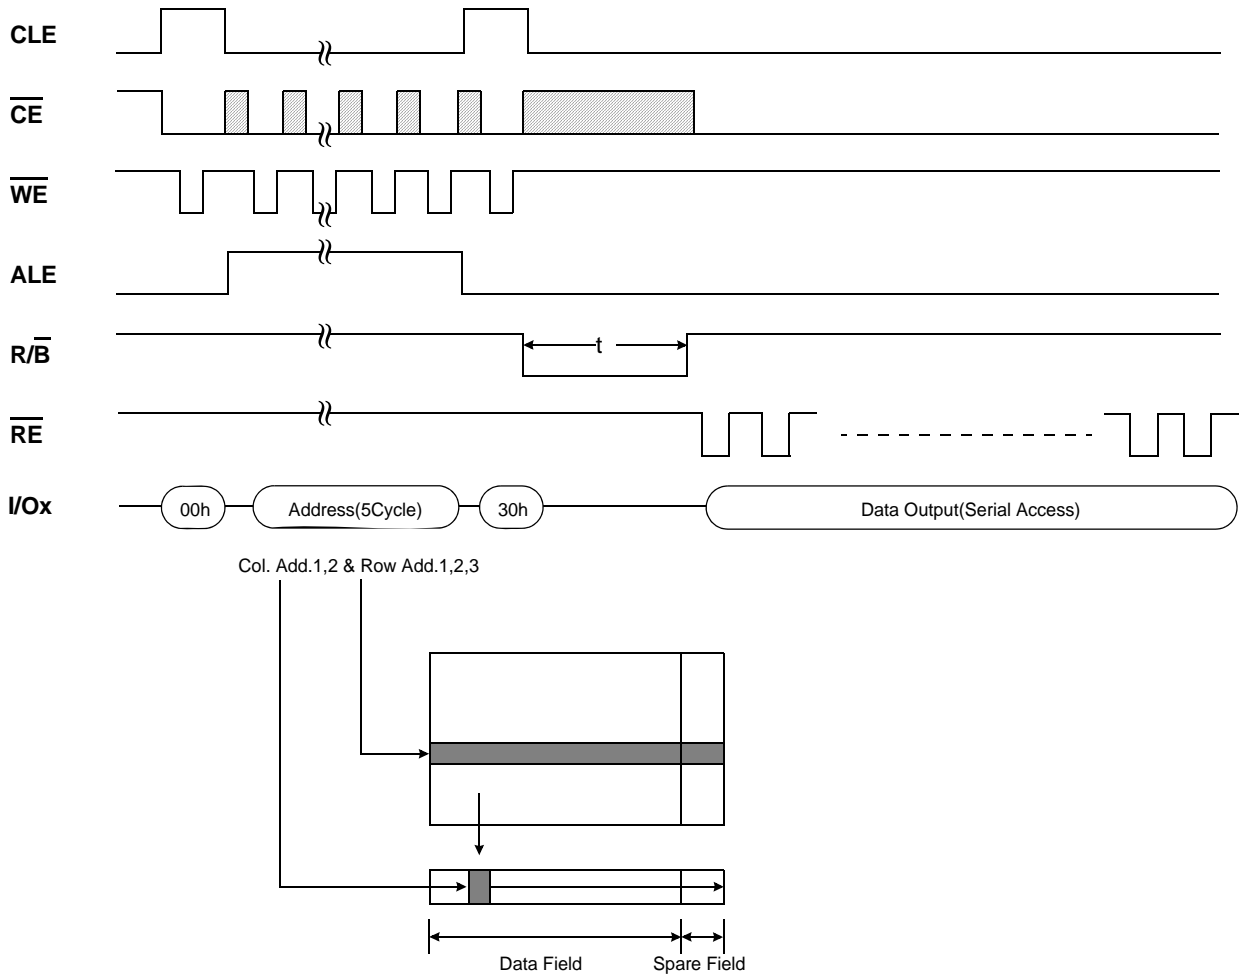 CLE
CE
WE
ALE
R/B
t
RE
I/Ox
00h
Address(5Cycle)
30h
Data Output(Serial Access)
Col. Add.1,2 & Row Add.1,2,3
Data Field
Spare Field